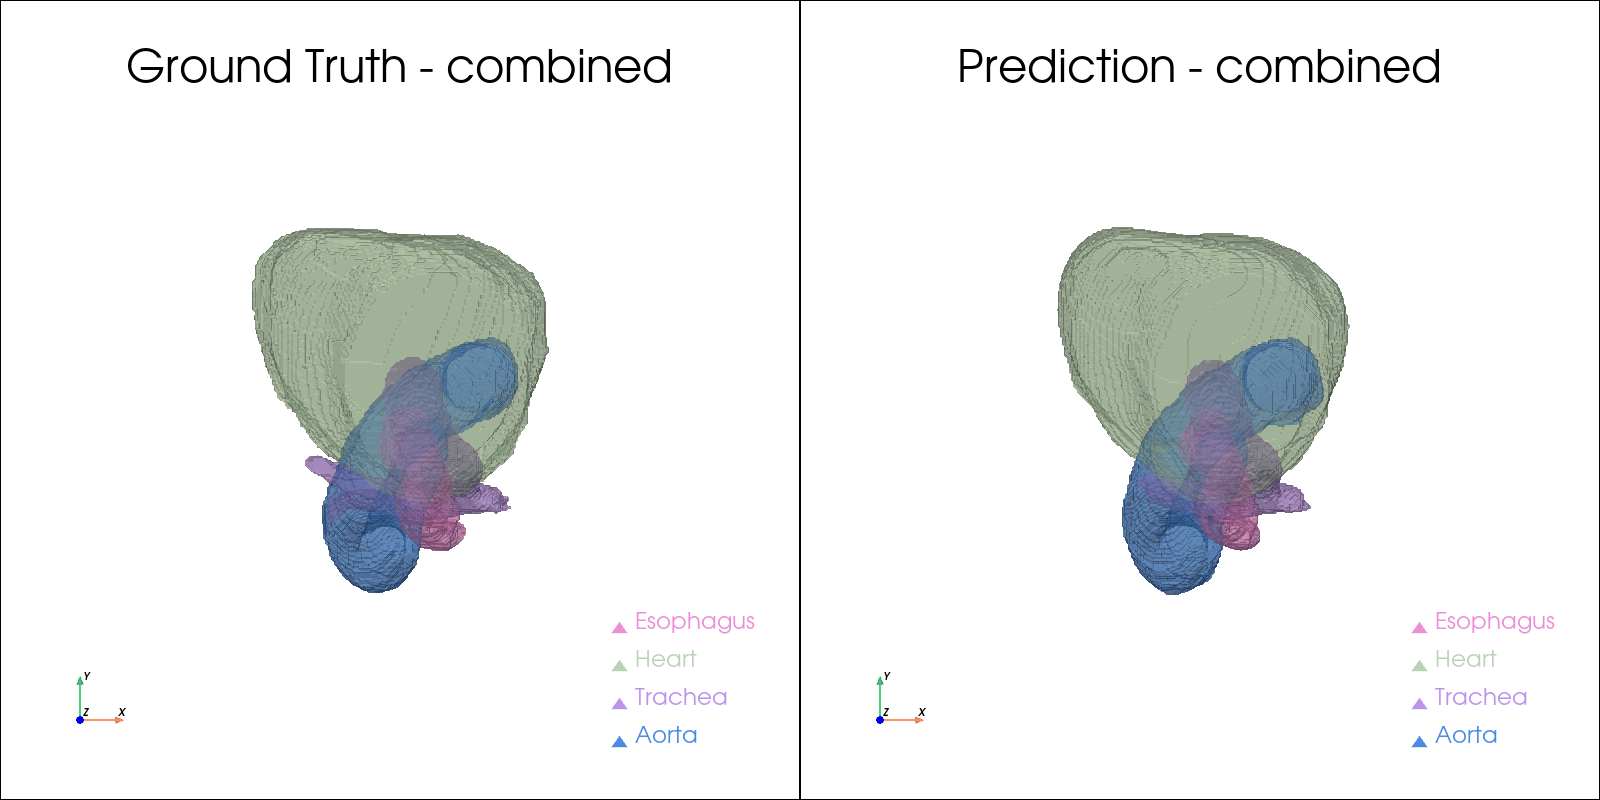 Ground Truth - combined
Esophagus
Heart
Trachea
Aorta
Y
Z
X
Prediction - combined
Esophagus
Heart
Trachea
Aorta
Y
Z
X